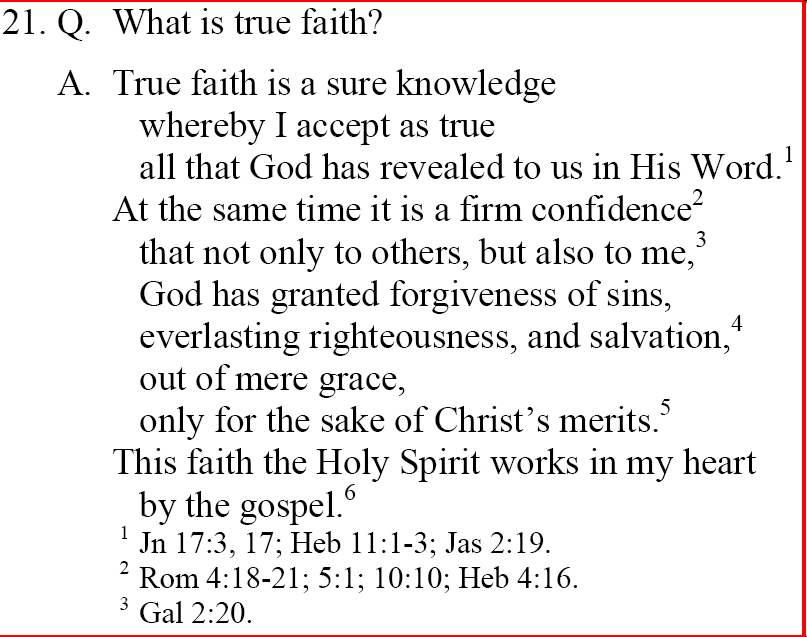 21. Q. What is true faith?
A. True faith is a sure knowledge
whereby I accept as true
all that God has revealed to us in His Word.¹
At the same time it is a firm confidence²
that not only to others, but also to me,³
God has granted forgiveness of sins,
everlasting righteousness, and salvation,⁴
out of mere grace,
only for the sake of Christ’s merits.⁵
This faith the Holy Spirit works in my heart
by the gospel.⁶
¹ Jn 17:3, 17; Heb 11:1-3; Jas 2:19.
² Rom 4:18-21; 5:1; 10:10; Heb 4:16.
³ Gal 2:20.